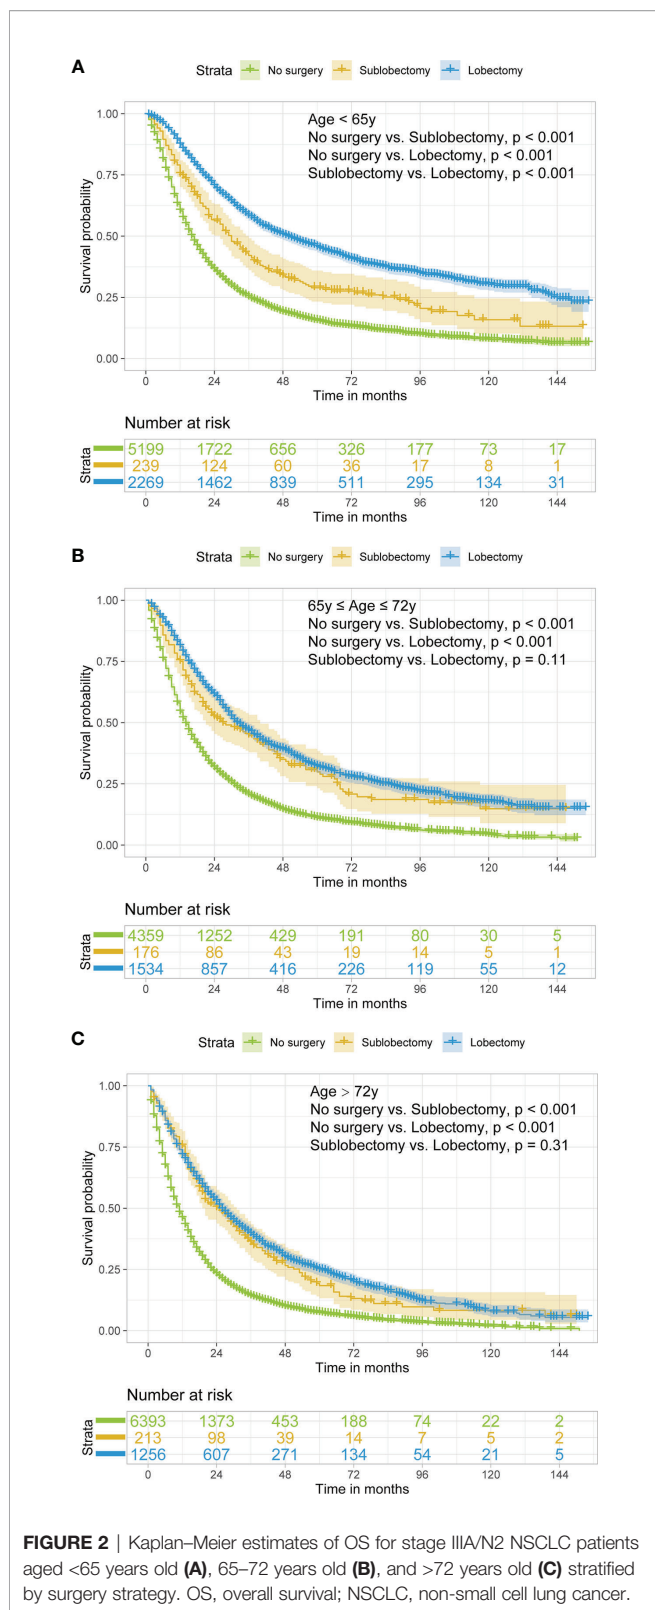 A
Strata No surgery Sublobectomy Lobectomy
Survival probability
1.00
0.75
0.50
0.25
0.00
Age < 65y
No surgery vs. Sublobectomy, p < 0.001
No surgery vs. Lobectomy, p < 0.001
Sublobectomy vs. Lobectomy, p < 0.001
0 24 48 72 96 120 144
Time in months
Number at risk
Strata
5199 1722 656 326 177 73 17
239 124 60 36 17 8 1
2269 1462 839 511 295 134 31
0 24 48 72 96 120 144
Time in months
B
Strata No surgery Sublobectomy Lobectomy
Survival probability
1.00
0.75
0.50
0.25
0.00
65y ≤ Age ≤ 72y
No surgery vs. Sublobectomy, p < 0.001
No surgery vs. Lobectomy, p < 0.001
Sublobectomy vs. Lobectomy, p = 0.11
0 24 48 72 96 120 144
Time in months
Number at risk
Strata
4359 1252 429 191 80 30 5
176 86 43 19 14 5 1
1534 857 416 226 119 55 12
0 24 48 72 96 120 144
Time in months
C
Strata No surgery Sublobectomy Lobectomy
Survival probability
1.00
0.75
0.50
0.25
0.00
Age > 72y
No surgery vs. Sublobectomy, p < 0.001
No surgery vs. Lobectomy, p < 0.001
Sublobectomy vs. Lobectomy, p = 0.31
0 24 48 72 96 120 144
Time in months
Number at risk
Strata
6393 1373 453 188 74 22 2
213 98 39 14 7 5 2
1256 607 271 134 54 21 5
0 24 48 72 96 120 144
Time in months
FIGURE 2 | Kaplan–Meier estimates of OS for stage IIIA/N2 NSCLC patients
aged <65 years old (A), 65–72 years old (B), and >72 years old (C) stratified
by surgery strategy. OS, overall survival; NSCLC, non-small cell lung cancer.